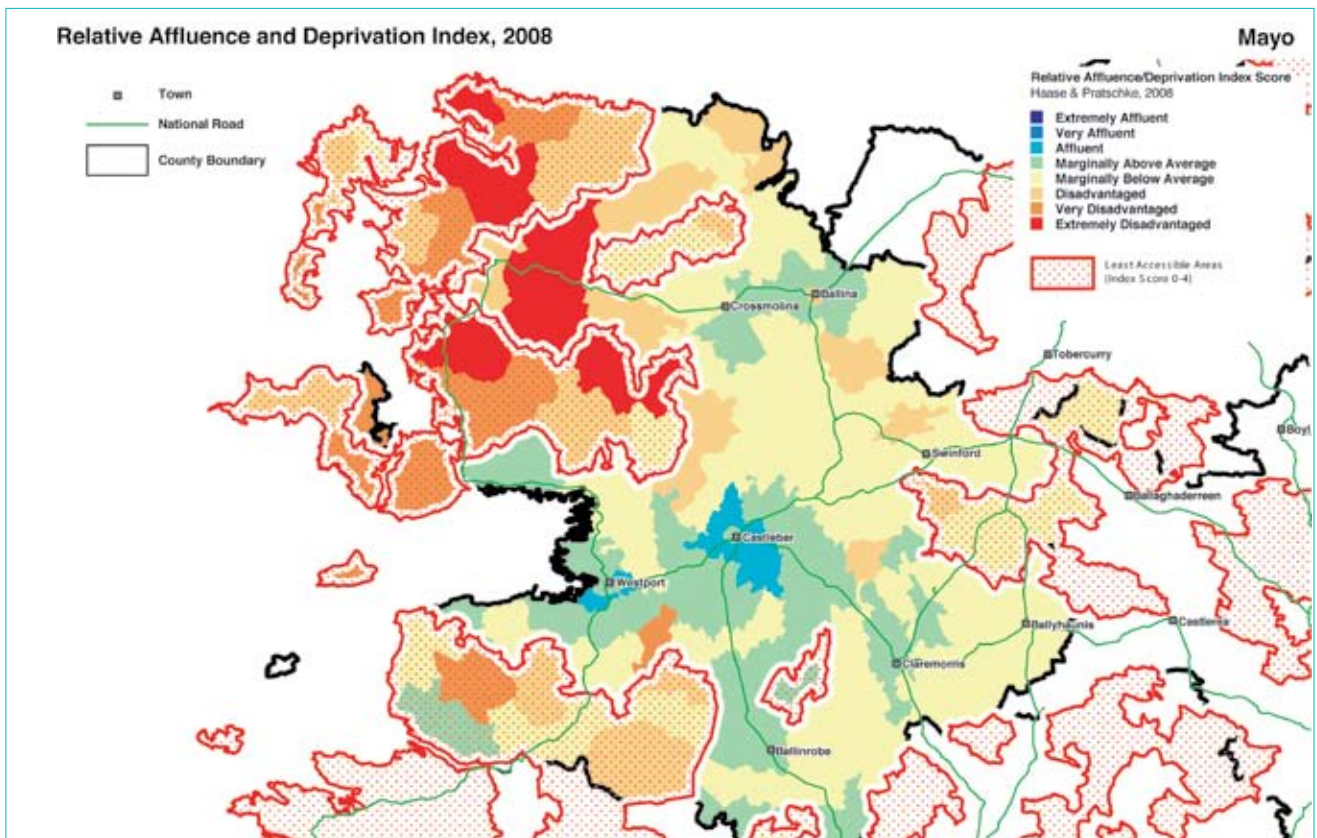 Relative Affluence and Deprivation Index, 2008
Mayo
Town
National Road
County Boundary
Relative Affluence/Deprivation Index Score
Haase & Pratschke, 2008
Extremely Affluent
Very Affluent
Affluent
Marginally Above Average
Marginally Below Average
Disadvantaged
Very Disadvantaged
Extremely Disadvantaged
Least Accessible Areas
(Index Score 0-4)
Ballina
Crossmolina
Tobercurry
Boyl
Swinford
Ballaghaderreen
Castlebar
Westport
Ballyhaunis
Castlerea
Claremorris
Ballinrobe